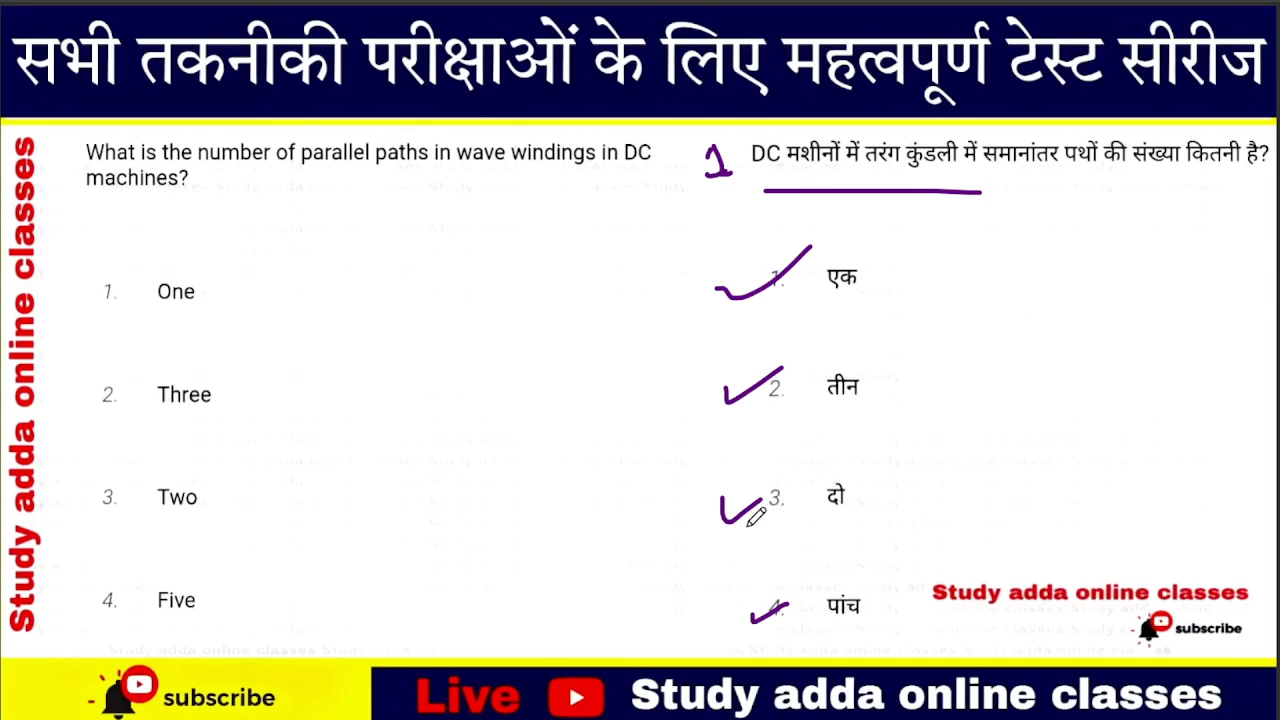 सभी तकनीकी परीक्षाओं के लिए महत्वपूर्ण टेस्ट सीरीज
Study adda online classes
What is the number of parallel paths in wave windings in DC
machines?
1. One
2. Three
3. Two
4. Five
1 DC मशीनों में तरंग कुंडली में समानांतर पथों की संख्या कितनी है?
1. एक
2. तीन
3. दो
4. पांच
Study adda online classes
subscribe
subscribe
Live Study adda online classes